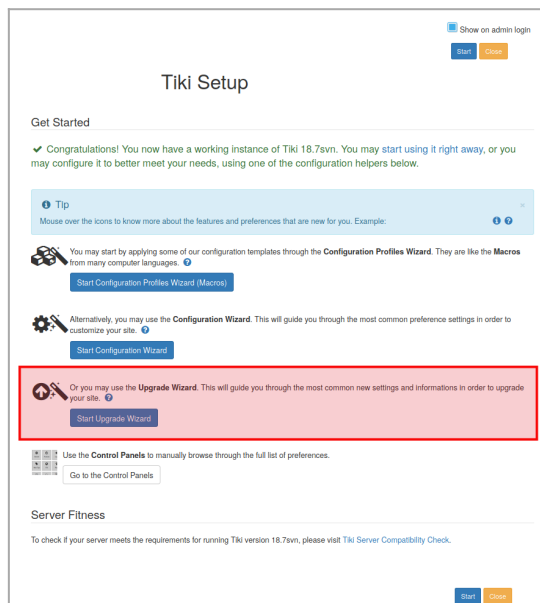 Show on admin login
Start Close
Tiki Setup
Get Started
Congratulations! You now have a working instance of Tiki 18.7svn. You may start using it right away, or you
may configure it to better meet your needs, using one of the configuration helpers below.
Tip ×
Mouse over the icons to know more about the features and preferences that are new for you. Example:
You may start by applying some of our configuration templates through the Configuration Profiles Wizard. They are like the Macros
from many computer languages.
Start Configuration Profiles Wizard (Macros)
Alternatively, you may use the Configuration Wizard. This will guide you through the most common preference settings in order to
customize your site.
Start Configuration Wizard
Or you may use the Upgrade Wizard. This will guide you through the most common new settings and informations in order to upgrade
your site.
Start Upgrade Wizard
Use the Control Panels to manually browse through the full list of preferences.
Go to the Control Panels
Server Fitness
To check if your server meets the requirements for running Tiki version 18.7svn, please visit Tiki Server Compatibility Check.
Start Close